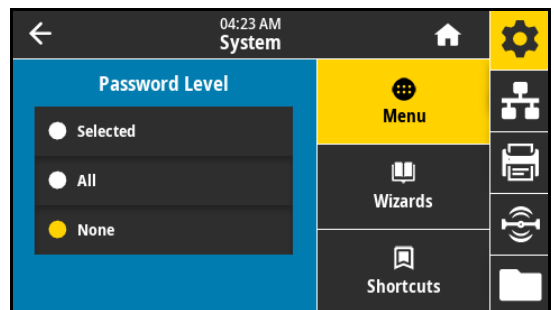 04:23 AM
System
Password Level
Selected
All
None
Menu
Wizards
Shortcuts